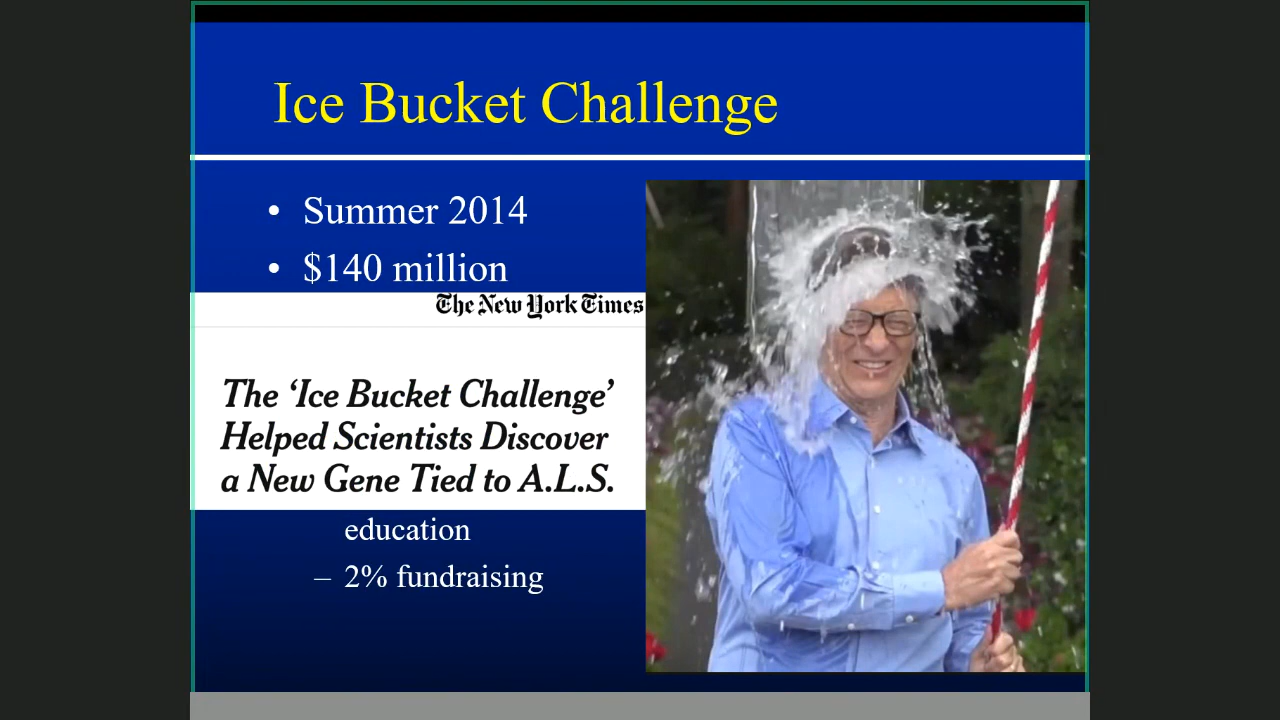 Ice Bucket Challenge
• Summer 2014
• $140 million
The New York Times
The ‘Ice Bucket Challenge’
Helped Scientists Discover
a New Gene Tied to A.L.S.
education
– 2% fundraising